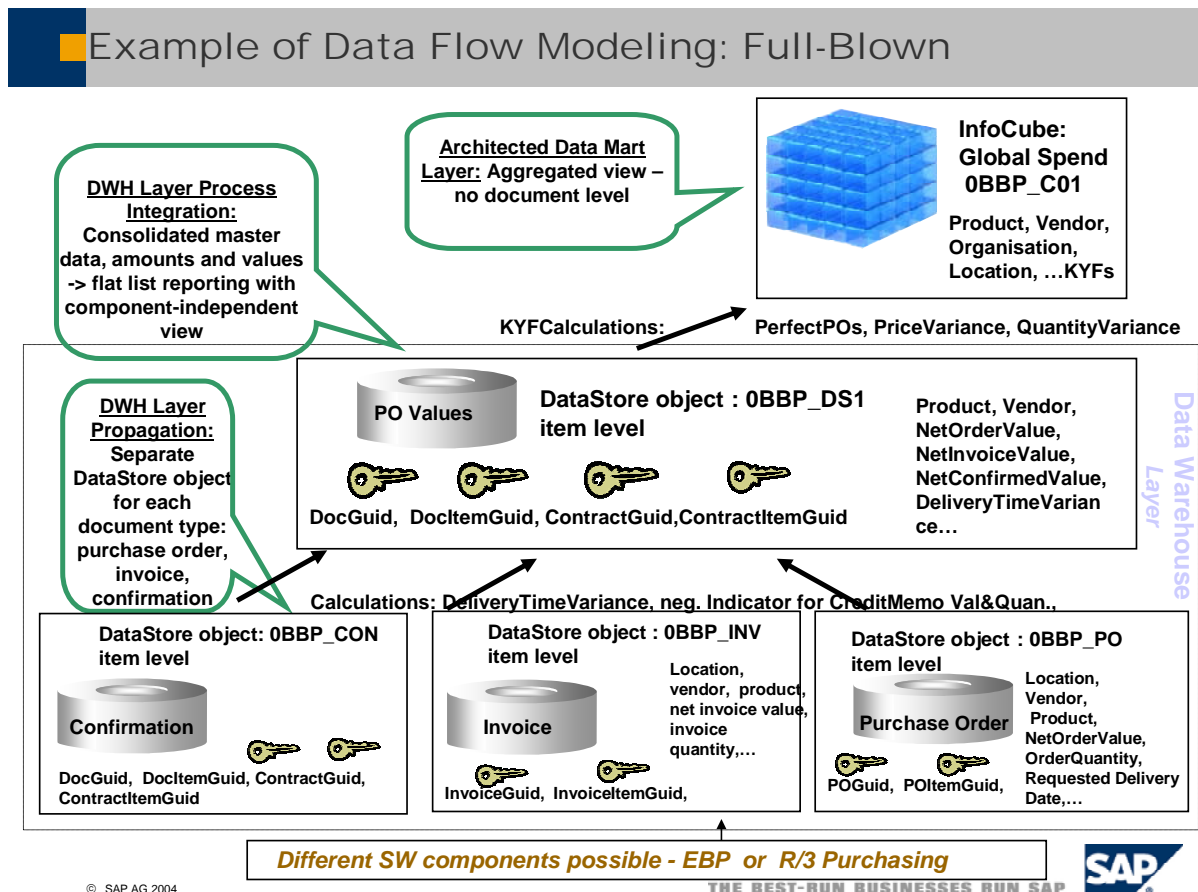 Example of Data Flow Modeling: Full-Blown
Architected Data Mart
Layer: Aggregated view –
no document level
InfoCube:
Global Spend
0BBP_C01
Product, Vendor,
Organisation,
Location, …KYFs
DWH Layer Process
Integration:
Consolidated master
data, amounts and values
-> flat list reporting with
component-independent
view
KYFCalculations: PerfectPOs, PriceVariance, QuantityVariance
PO Values
DataStore object : 0BBP_DS1
item level
Product, Vendor,
NetOrderValue,
NetInvoiceValue,
NetConfirmedValue,
DeliveryTimeVarian
ce…
DocGuid, DocItemGuid, ContractGuid,ContractItemGuid
Data Warehouse
Layer
DWH Layer
Propagation:
Separate
DataStore object
for each
document type:
purchase order,
invoice,
confirmation
Calculations: DeliveryTimeVariance, neg. Indicator for CreditMemo Val&Quan.,
DataStore object: 0BBP_CON
item level
Confirmation
DocGuid, DocItemGuid, ContractGuid,
ContractItemGuid
DataStore object : 0BBP_INV
item level
Location,
vendor, product,
net invoice value,
invoice
quantity,…
Invoice
InvoiceGuid, InvoiceItemGuid,
DataStore object : 0BBP_PO
item level
Location,
Vendor,
Product,
NetOrderValue,
OrderQuantity,
Requested Delivery
Date,…
Purchase Order
POGuid, POItemGuid,
Different SW components possible - EBP or R/3 Purchasing
© SAP AG 2004
THE BEST-RUN BUSINESSES RUN SAP
SAP